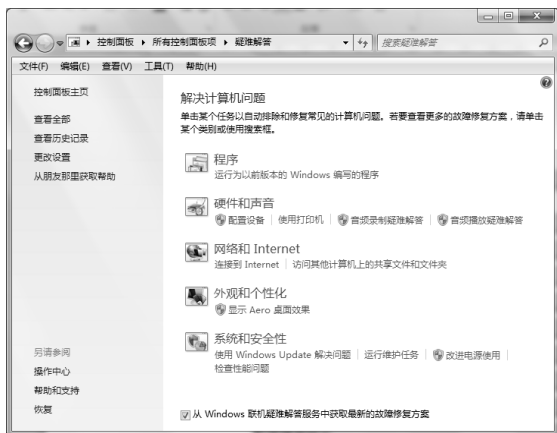 控制面板 ▸ 所有控制面板项 ▸ 疑难解答
搜索疑难解答
文件(F) 编辑(E) 查看(V) 工具(T) 帮助(H)
控制面板主页
查看全部
查看历史记录
更改设置
从朋友那里获取帮助
解决计算机问题
单击某个任务以自动排除和修复常见的计算机问题。若要查看更多的故障修复方案，请单击
某个类别或使用搜索框。
程序
运行为以前版本的 Windows 编写的程序
硬件和声音
配置设备 | 使用打印机 | 音频录制疑难解答 | 音频播放疑难解答
网络和 Internet
连接到 Internet | 访问其他计算机上的共享文件和文件夹
外观和个性化
显示 Aero 桌面效果
系统和安全性
使用 Windows Update 解决问题 | 运行维护任务 | 改进电源使用 |
检查性能问题
另请参阅
操作中心
帮助和支持
恢复
从 Windows 联机疑难解答服务中获取最新的故障修复方案